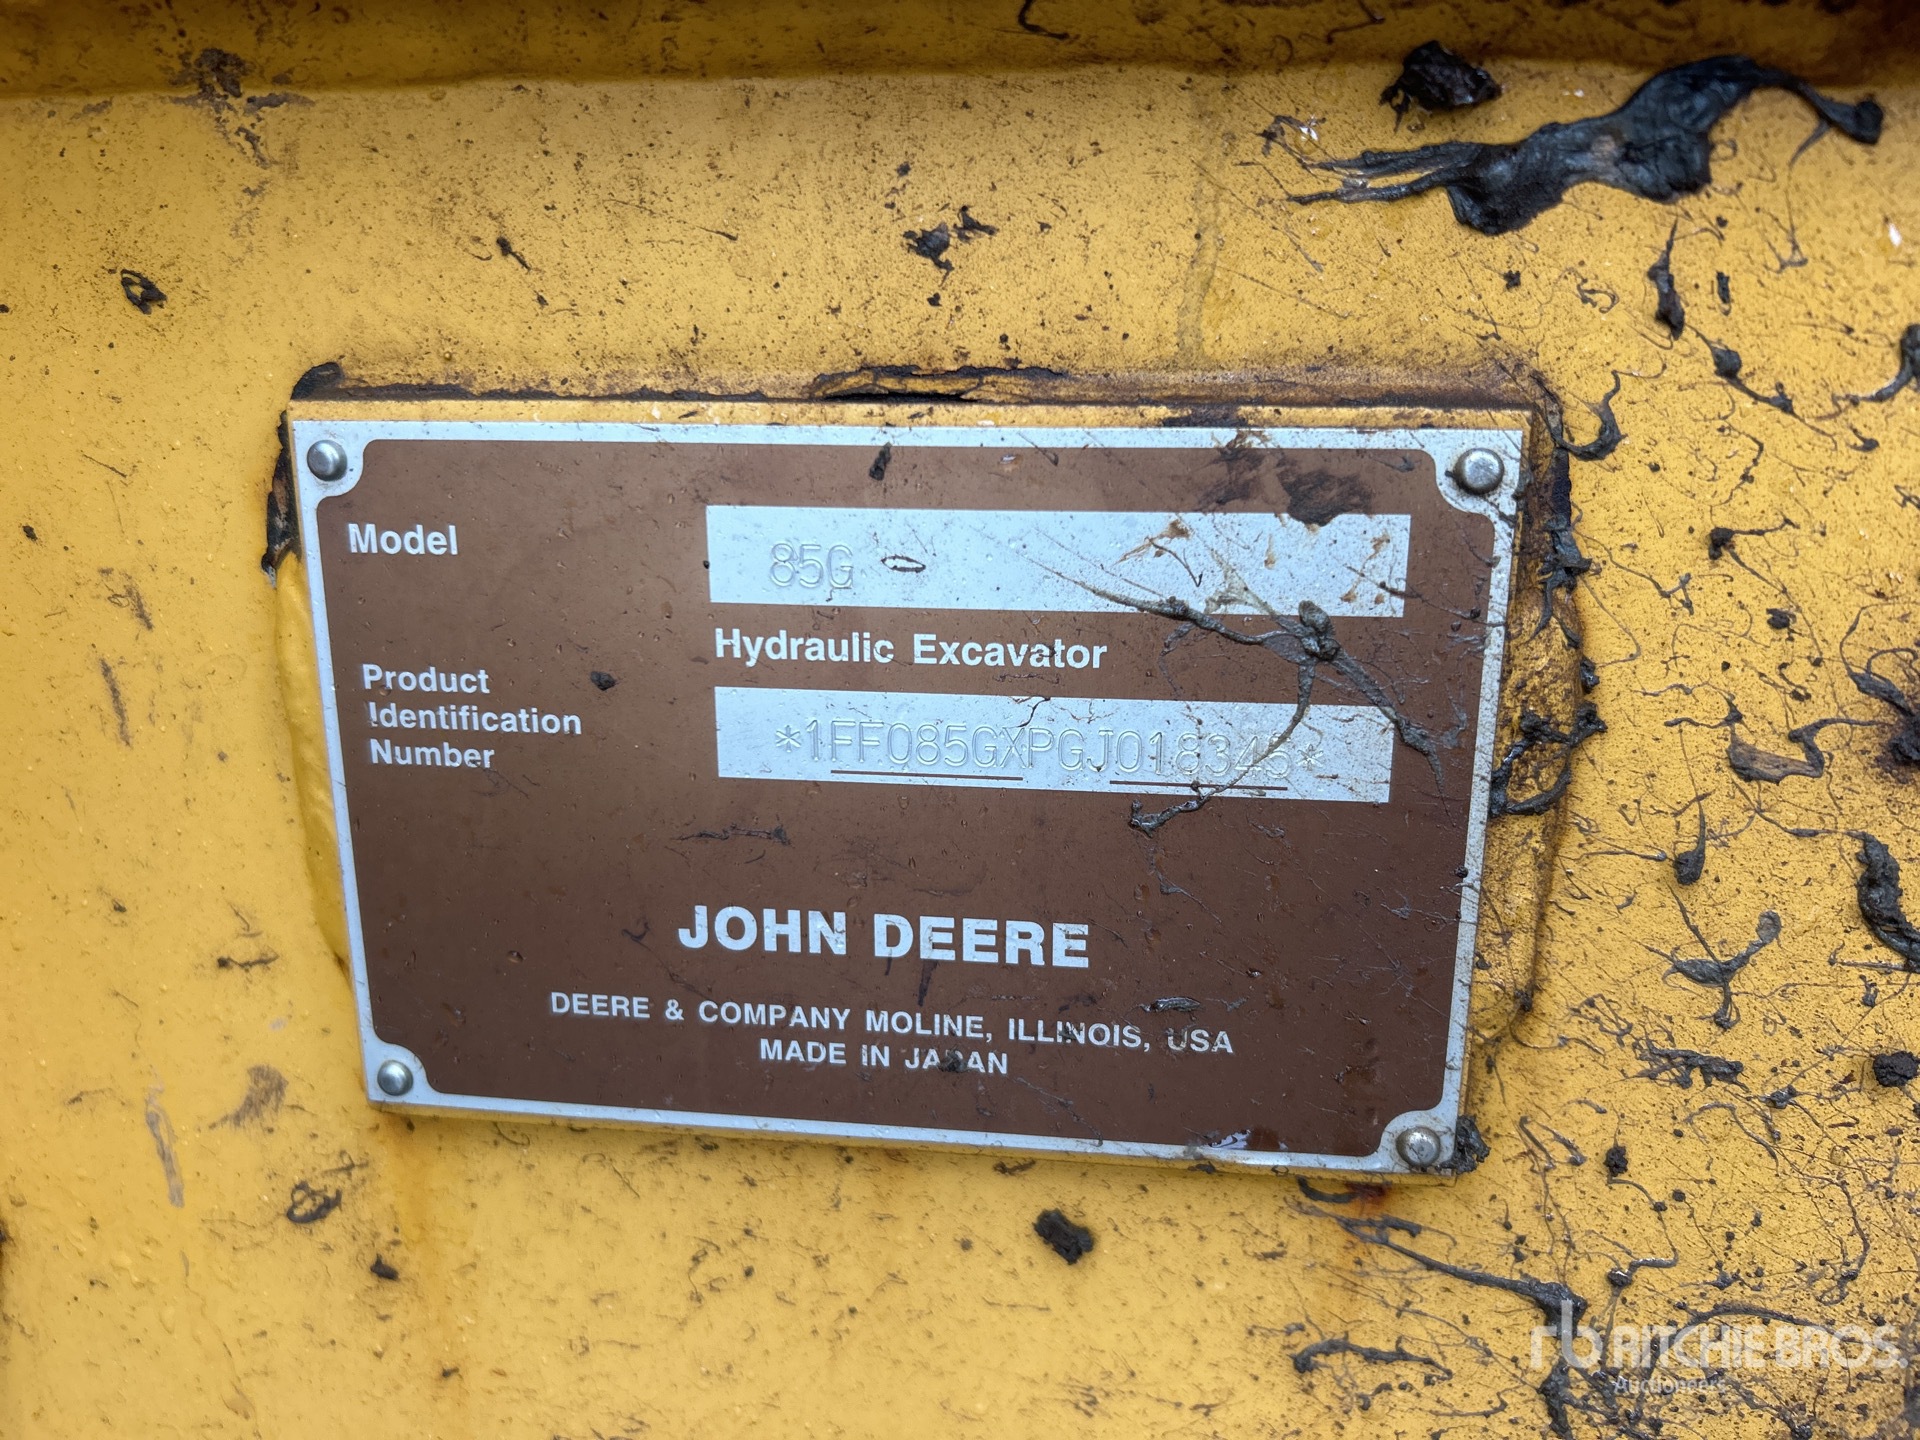 Model
85G
Hydraulic Excavator
Product
Identification
Number
*1FF085GXPGJ018345*
JOHN DEERE
DEERE & COMPANY MOLINE, ILLINOIS, USA
MADE IN JAPAN
rb RITCHIE BROS.
Auctioneers